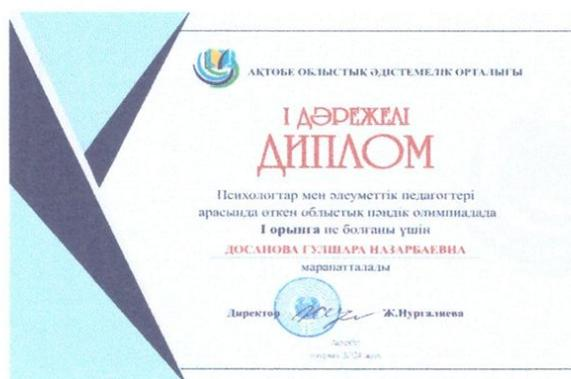 АҚТӨБЕ ОБЛЫСТЫҚ ӘДІСТЕМЕЛІК ОРТАЛЫҒЫ
І ДӘРЕЖЕЛІ
ДИПЛОМ
Психологтар мен әлеуметтік педагогтері
арасында өткен облыстық пәндік олимпиадада
І орынға ие болғаны үшін
ДОСАНОВА ГУЛШАРА НАЗАРБАЕВНА
марапатталады
Директор Ж.Нургалиева
Ақтөбе